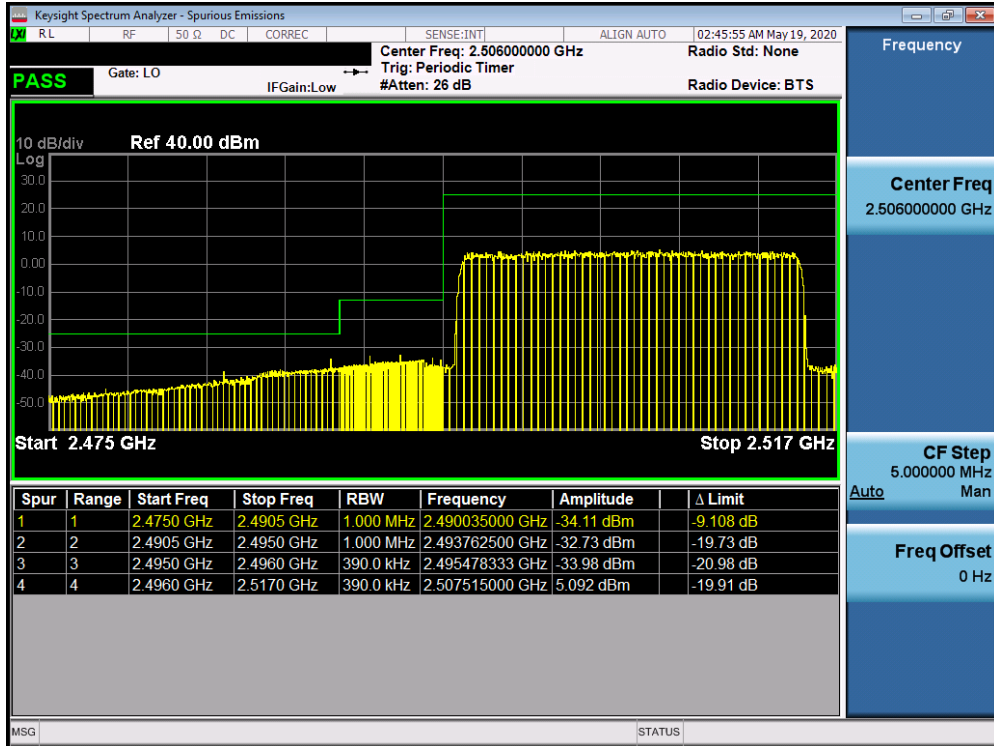 Keysight Spectrum Analyzer - Spurious Emissions
LXI RL RF 50 Ω DC CORREC SENSE:INT ALIGN AUTO 02:45:55 AM May 19, 2020
Center Freq: 2.506000000 GHz Radio Std: None
PASS Gate: LO Trig: Periodic Timer
IFGain:Low #Atten: 26 dB Radio Device: BTS
10 dB/div Ref 40.00 dBm
Log
30.0
20.0
10.0
0.00
-10.0
-20.0
-30.0
-40.0
-50.0
Start 2.475 GHz Stop 2.517 GHz
Spur Range Start Freq Stop Freq RBW Frequency Amplitude Δ Limit
1 1 2.4750 GHz 2.4905 GHz 1.000 MHz 2.490035000 GHz -34.11 dBm -9.108 dB
2 2 2.4905 GHz 2.4950 GHz 1.000 MHz 2.493762500 GHz -32.73 dBm -19.73 dB
3 3 2.4950 GHz 2.4960 GHz 390.0 kHz 2.495478333 GHz -33.98 dBm -20.98 dB
4 4 2.4960 GHz 2.5170 GHz 390.0 kHz 2.507515000 GHz 5.092 dBm -19.91 dB
Frequency
Center Freq
2.506000000 GHz
CF Step
5.000000 MHz
Auto Man
Freq Offset
0 Hz
MSG STATUS